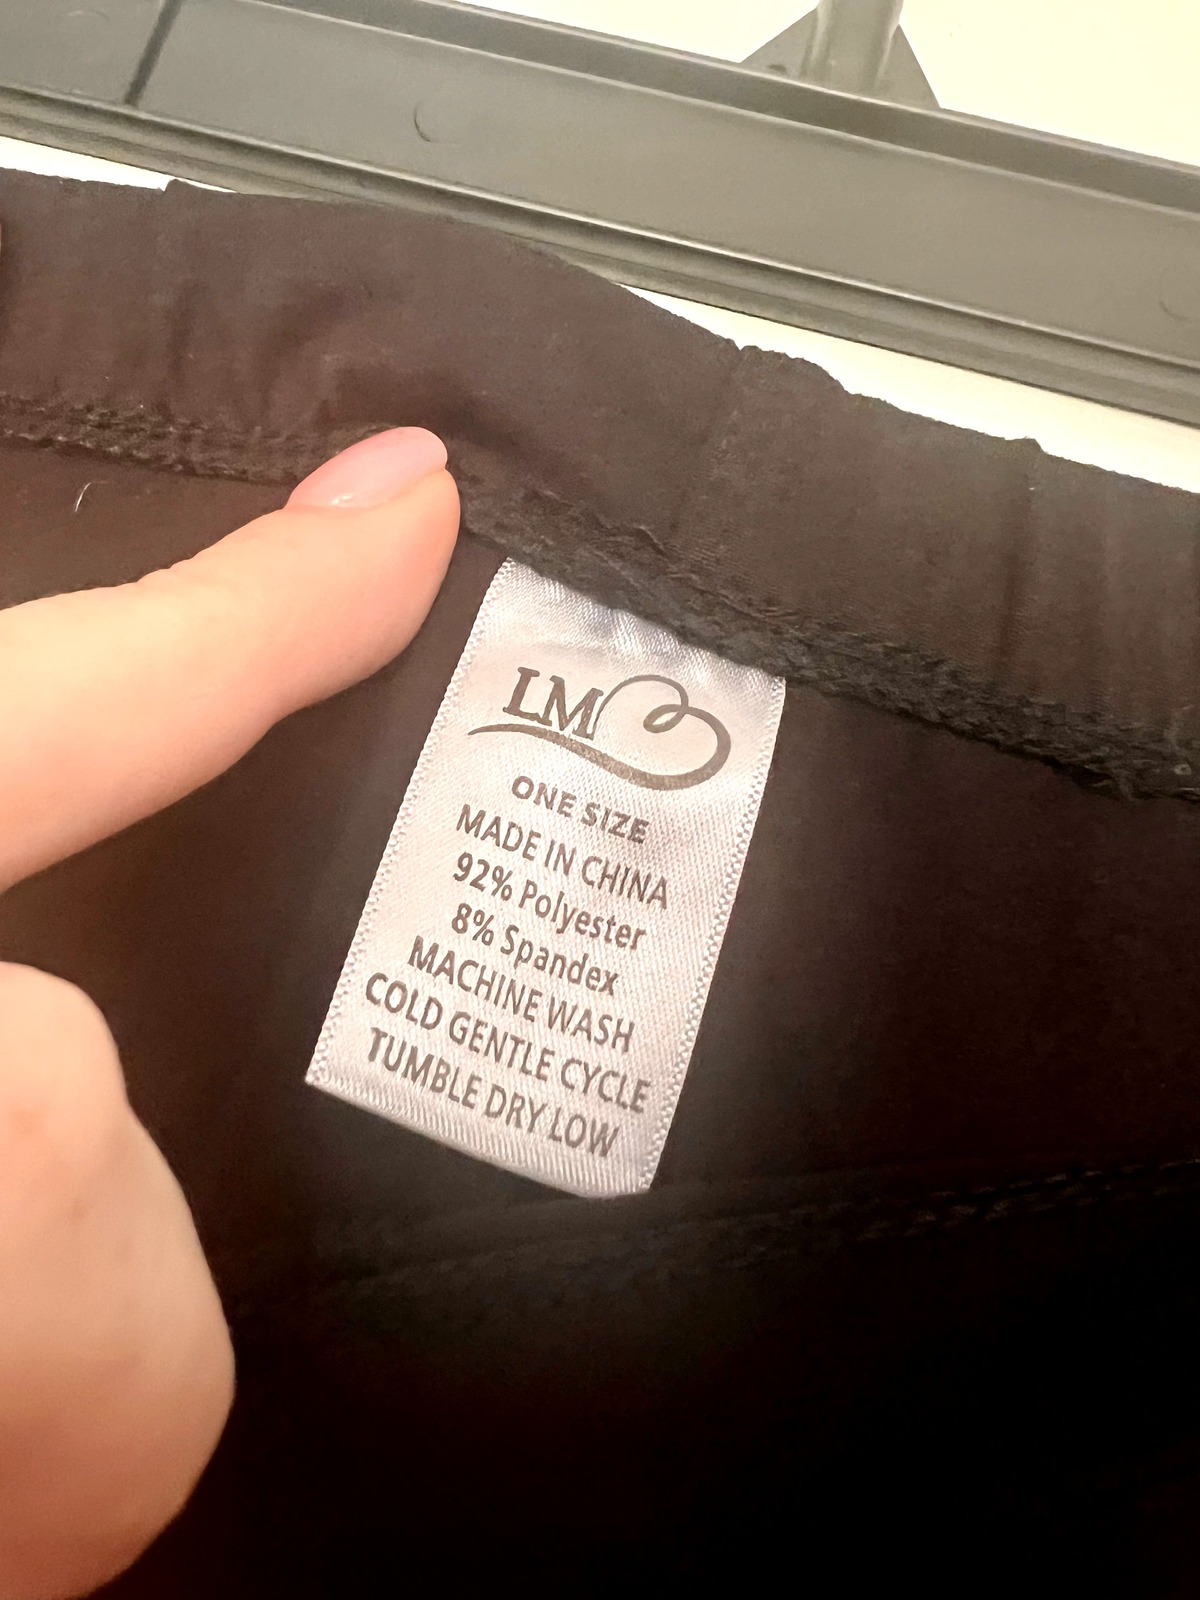 LM
ONE SIZE
MADE IN CHINA
92% Polyester
8% Spandex
MACHINE WASH
COLD GENTLE CYCLE
TUMBLE DRY LOW